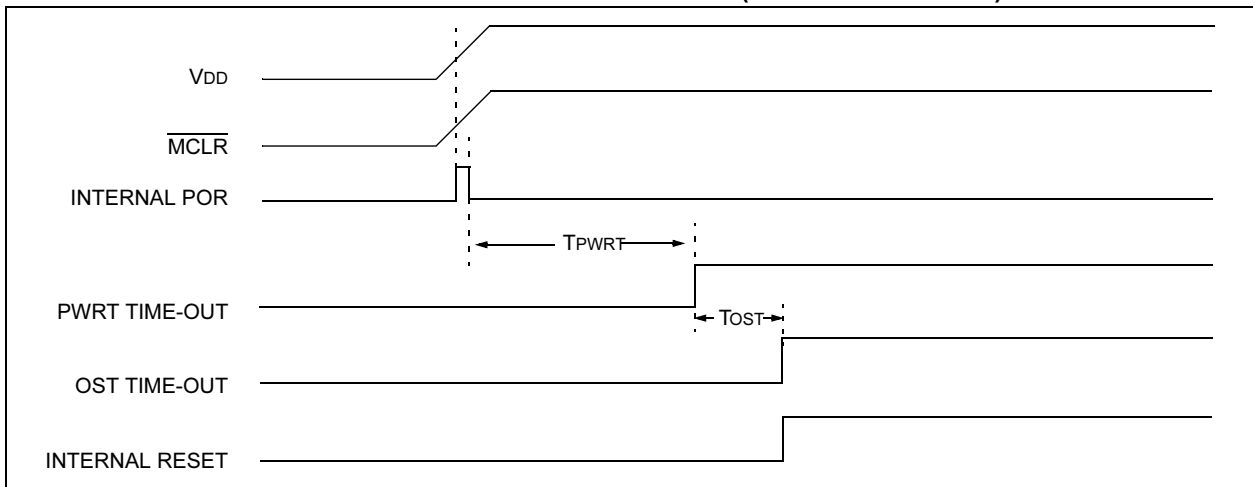 VDD
MCLR
INTERNAL POR
TPWRT
PWRT TIME-OUT
TOST
OST TIME-OUT
INTERNAL RESET